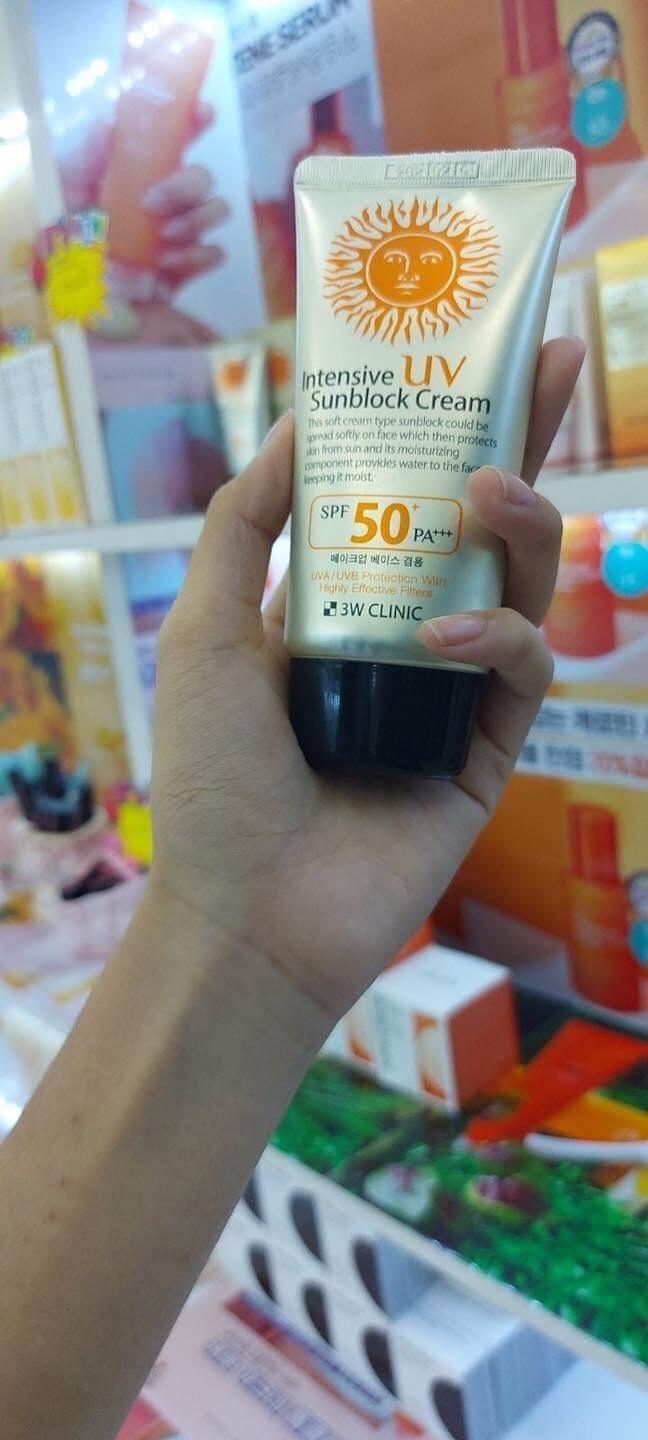 Intensive UV
Sunblock Cream
This soft cream type sunblock could be
spread softly on face which then protects
skin from sun and its moisturizing
component provides water to the face
keeping it moist.
SPF 50+ PA+++
메이크업 베이스 겸용
UVA/UVB Protection With
Highly Effective Filters
3W CLINIC
SERUM